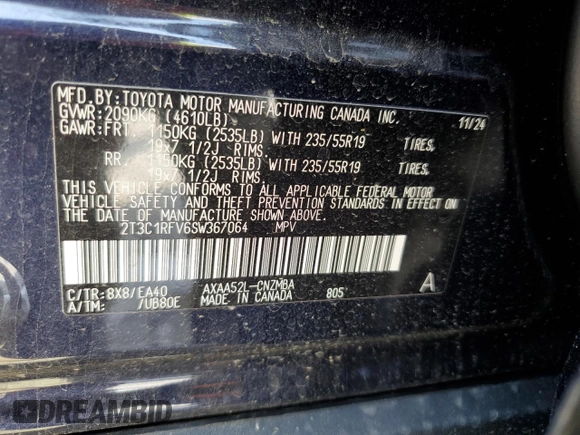 MFD.BY:TOYOTA MOTOR MANUFACTURING CANADA INC.
GVWR:2090KG (4610LB) 11/24
GAWR:FRT. 1150KG (2535LB) WITH 235/55R19 TIRES,
19x7 1/2J RIMS.
RR. 1150KG (2535LB) WITH 235/55R19 TIRES,
19x7 1/2J RIMS.
THIS VEHICLE CONFORMS TO ALL APPLICABLE FEDERAL MOTOR
VEHICLE SAFETY AND THEFT PREVENTION STANDARDS IN EFFECT
ON THE DATE OF MANUFACTURE SHOWN ABOVE.
2T3C1RFV6SW367064 MPV
C/TR:8X8/EA40 AXAA52L-CNZMBA A
A/TM: /UB80E MADE IN CANADA 805
DREAMBID